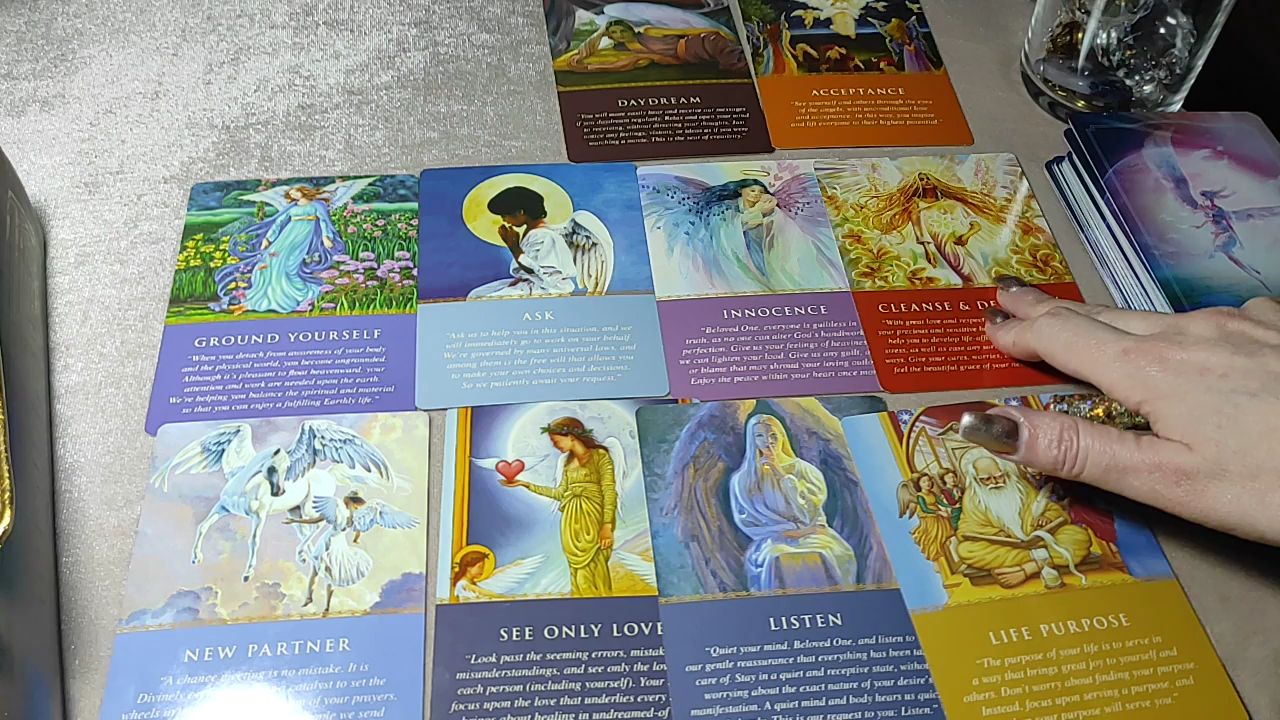 DAYDREAM
"You will more easily hear and receive our messages
if you daydream regularly. Relax and open your mind
to receiving, without directing your thoughts. Just
notice any feelings, visions, or ideas as if you were
watching a movie. This is the seat of creativity."
ACCEPTANCE
"See yourself and others through the eyes
of the angels, with unconditional love
and acceptance. In this way, you inspire
and lift everyone to their highest potential."
GROUND YOURSELF
"When you detach from awareness of your body
and the physical world, you become ungrounded.
Although it's pleasant to float heavenward, your
attention and work are needed upon the earth.
We're helping you balance the spiritual and material
so that you can enjoy a fulfilling Earthly life."
ASK
"Ask us to help you in this situation, and we
will immediately go to work on your behalf.
We're governed by many universal laws, and
among them is the free will that allows you
to make your own choices and decisions.
So we patiently await your request."
INNOCENCE
"Beloved One, everyone is guiltless in
truth, as no one can alter God's handiwork
perfection. Give us your feelings of heaviness
we can lighten your load. Give us any guilt,
or blame that may shroud your loving
Enjoy the peace within your heart once
CLEANSE & DE
"With great love and respect
your precious and sensitive
help you to develop
stress, as well as any
ways. Give your cares, worries,
feel the beautiful grace of your
NEW PARTNER
"A chance meeting is no mistake. It is
Divinely catalyst to set the
wheels in of your prayers,
we send
SEE ONLY LOVE
"Look past the seeming errors,
misunderstandings, and see only the
each person (including yourself). Your
focus upon the love that underlies every
brings about healing in
LISTEN
"Quiet your mind, Beloved One, and listen to
our gentle reassurance that everything has been
care of. Stay in a quiet and receptive state,
worrying about the exact nature of your desire's
manifestation. A quiet mind and body hears us
This is our request to you: Listen."
LIFE PURPOSE
"The purpose of your life is to serve in
a way that brings great joy to yourself and
others. Don't worry about finding your purpose.
Instead, focus upon serving a purpose, and
your purpose will serve you."